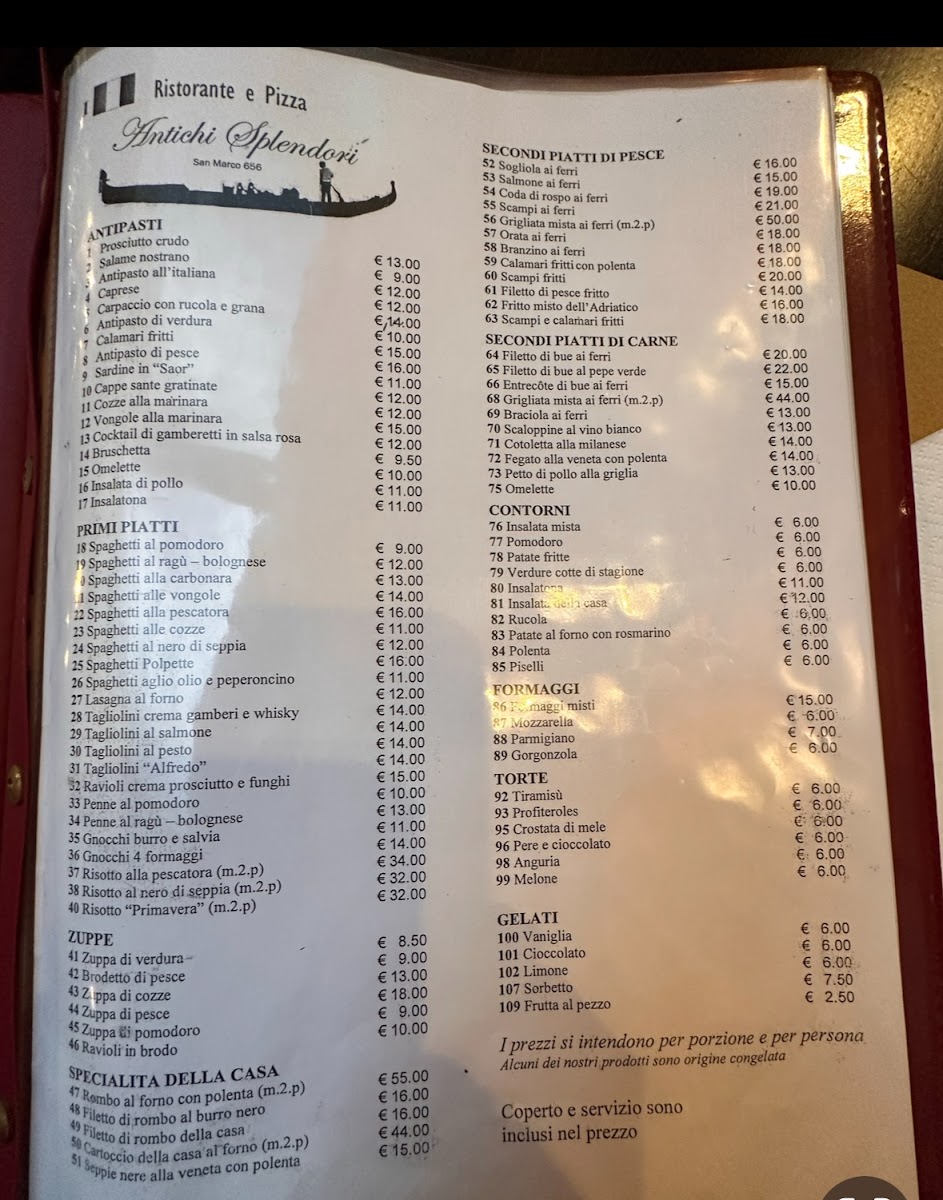 Ristorante e Pizza
Antichi Splendori
San Marco 656
ANTIPASTI
1 Prosciutto crudo € 13.00
2 Salame nostrano € 9.00
3 Antipasto all'italiana € 12.00
4 Caprese € 12.00
5 Carpaccio con rucola e grana € 14.00
6 Antipasto di verdura € 10.00
7 Calamari fritti € 15.00
8 Antipasto di pesce € 16.00
9 Sardine in “Saor” € 11.00
10 Cappe sante gratinate € 12.00
11 Cozze alla marinara € 12.00
12 Vongole alla marinara € 15.00
13 Cocktail di gamberetti in salsa rosa € 12.00
14 Bruschetta € 9.50
15 Omelette € 10.00
16 Insalata di pollo € 11.00
17 Insalatona € 11.00
PRIMI PIATTI
18 Spaghetti al pomodoro € 9.00
19 Spaghetti al ragù – bolognese € 12.00
0 Spaghetti alla carbonara € 13.00
1 Spaghetti alle vongole € 14.00
22 Spaghetti alla pescatora € 16.00
23 Spaghetti alle cozze € 11.00
24 Spaghetti al nero di seppia € 12.00
25 Spaghetti Polpette € 16.00
26 Spaghetti aglio olio e peperoncino € 11.00
27 Lasagna al forno € 12.00
28 Tagliolini crema gamberi e whisky € 14.00
29 Tagliolini al salmone € 14.00
30 Tagliolini al pesto € 14.00
31 Tagliolini “Alfredo” € 14.00
32 Ravioli crema prosciutto e funghi € 15.00
33 Penne al pomodoro € 10.00
34 Penne al ragù – bolognese € 13.00
35 Gnocchi burro e salvia € 11.00
36 Gnocchi 4 formaggi € 14.00
37 Risotto alla pescatora (m.2.p) € 34.00
38 Risotto al nero di seppia (m.2.p) € 32.00
40 Risotto “Primavera” (m.2.p) € 32.00
ZUPPE
41 Zuppa di verdura € 8.50
42 Brodetto di pesce € 9.00
43 Zuppa di cozze € 13.00
44 Zuppa di pesce € 18.00
45 Zuppa di pomodoro € 9.00
46 Ravioli in brodo € 10.00
SPECIALITA DELLA CASA
47 Rombo al forno con polenta (m.2.p) € 55.00
48 Filetto di rombo al burro nero € 16.00
49 Filetto di rombo della casa € 16.00
50 Cartoccio della casa al forno (m.2.p) € 44.00
51 Seppie nere alla veneta con polenta € 15.00
SECONDI PIATTI DI PESCE
52 Sogliola ai ferri € 16.00
53 Salmone ai ferri € 15.00
54 Coda di rospo ai ferri € 19.00
55 Scampi ai ferri € 21.00
56 Grigliata mista ai ferri (m.2.p) € 50.00
57 Orata ai ferri € 18.00
58 Branzino ai ferri € 18.00
59 Calamari fritti con polenta € 18.00
60 Scampi fritti € 20.00
61 Filetto di pesce fritto € 14.00
62 Fritto misto dell'Adriatico € 16.00
63 Scampi e calamari fritti € 18.00
SECONDI PIATTI DI CARNE
64 Filetto di bue ai ferri € 20.00
65 Filetto di bue al pepe verde € 22.00
66 Entrecôte di bue ai ferri € 15.00
68 Grigliata mista ai ferri (m.2.p) € 44.00
69 Braciola ai ferri € 13.00
70 Scaloppine al vino bianco € 13.00
71 Cotoletta alla milanese € 14.00
72 Fegato alla veneta con polenta € 14.00
73 Petto di pollo alla griglia € 13.00
75 Omelette € 10.00
CONTORNI
76 Insalata mista € 6.00
77 Pomodoro € 6.00
78 Patate fritte € 6.00
79 Verdure cotte di stagione € 6.00
80 Insalatona € 11.00
81 Insalata della casa € 12.00
82 Rucola € 6.00
83 Patate al forno con rosmarino € 6.00
84 Polenta € 6.00
85 Piselli € 6.00
FORMAGGI
86 Formaggi misti € 15.00
87 Mozzarella € 6.00
88 Parmigiano € 7.00
89 Gorgonzola € 6.00
TORTE
92 Tiramisù € 6.00
93 Profiteroles € 6.00
95 Crostata di mele € 6.00
96 Pere e cioccolato € 6.00
98 Anguria € 6.00
99 Melone € 6.00
GELATI
100 Vaniglia € 6.00
101 Cioccolato € 6.00
102 Limone € 6.00
107 Sorbetto € 7.50
109 Frutta al pezzo € 2.50
I prezzi si intendono per porzione e per persona
Alcuni dei nostri prodotti sono origine congelata
Coperto e servizio sono
inclusi nel prezzo